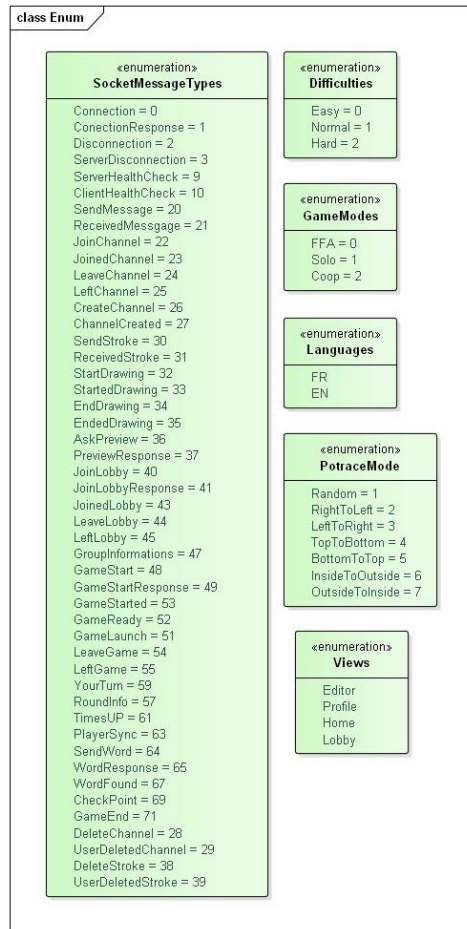 class Enum
«enumeration»
SocketMessageTypes
Connection = 0
ConectionResponse = 1
Disconnection = 2
ServerDisconnection = 3
ServerHealthCheck = 9
ClientHealthCheck = 10
SendMessage = 20
ReceivedMessgage = 21
JoinChannel = 22
JoinedChannel = 23
LeaveChannel = 24
LeftChannel = 25
CreateChannel = 26
ChannelCreated = 27
SendStroke = 30
ReceivedStroke = 31
StartDrawing = 32
StartedDrawing = 33
EndDrawing = 34
EndedDrawing = 35
AskPreview = 36
PreviewResponse = 37
JoinLobby = 40
JoinLobbyResponse = 41
JoinedLobby = 43
LeaveLobby = 44
LeftLobby = 45
GroupInformations = 47
GameStart = 48
GameStartResponse = 49
GameStarted = 53
GameReady = 52
GameLaunch = 51
LeaveGame = 54
LeftGame = 55
YourTurn = 59
RoundInfo = 57
TimesUP = 61
PlayerSync = 63
SendWord = 64
WordResponse = 65
WordFound = 67
CheckPoint = 69
GameEnd = 71
DeleteChannel = 28
UserDeletedChannel = 29
DeleteStroke = 38
UserDeletedStroke = 39
«enumeration»
Difficulties
Easy = 0
Normal = 1
Hard = 2
«enumeration»
GameModes
FFA = 0
Solo = 1
Coop = 2
«enumeration»
Languages
FR
EN
«enumeration»
PotraceMode
Random = 1
RightToLeft = 2
LeftToRight = 3
TopToBottom = 4
BottomToTop = 5
InsideToOutside = 6
OutsideToInside = 7
«enumeration»
Views
Editor
Profile
Home
Lobby